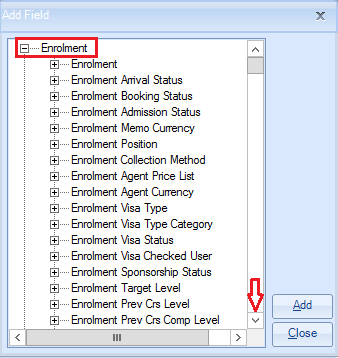 Add Field
Enrolment
Enrolment
Enrolment Arrival Status
Enrolment Booking Status
Enrolment Admission Status
Enrolment Memo Currency
Enrolment Position
Enrolment Collection Method
Enrolment Agent Price List
Enrolment Agent Currency
Enrolment Visa Type
Enrolment Visa Type Category
Enrolment Visa Status
Enrolment Visa Checked User
Enrolment Sponsorship Status
Enrolment Target Level
Enrolment Prev Crs Level
Enrolment Prev Crs Comp Level
Add
Close